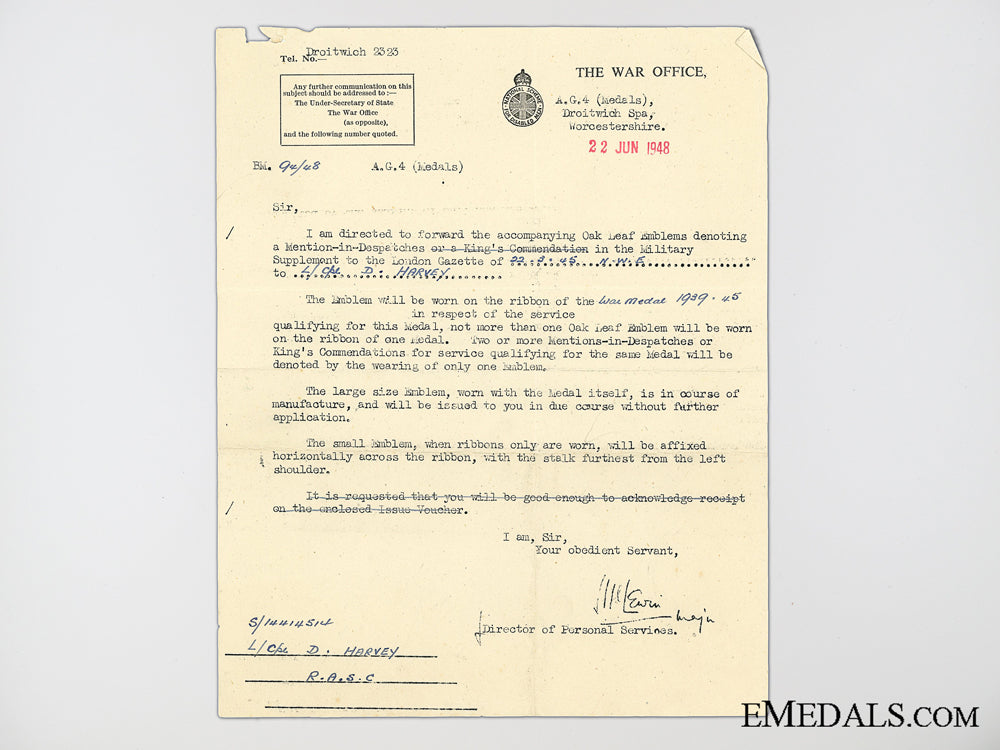 Droitwich 2323
Tel. No.—
Any further communication on this
subject should be addressed to :—
The Under-Secretary of State
The War Office
(as opposite),
and the following number quoted.
NATIONAL SCHEME
FOR DISABLED MEN
THE WAR OFFICE,
A.G.4 (Medals),
Droitwich Spa,
Worcestershire.
22 JUN 1948
BM. 94/48 A.G.4 (Medals)
Sir,
I am directed to forward the accompanying Oak Leaf Emblems denoting
a Mention-in-Despatches or a King's Commendation in the Military
Supplement to the London Gazette of 22.3.45 N.W.E.
to L/Cpl D. HARVEY
The Emblem will be worn on the ribbon of the War Medal 1939-45
in respect of the service
qualifying for this Medal, not more than one Oak Leaf Emblem will be worn
on the ribbon of one Medal. Two or more Mentions-in-Despatches or
King's Commendations for service qualifying for the same Medal will be
denoted by the wearing of only one Emblem.
The large size Emblem, worn with the Medal itself, is in course of
manufacture, and will be issued to you in due course without further
application.
The small Emblem, when ribbons only are worn, will be affixed
horizontally across the ribbon, with the stalk furthest from the left
shoulder.
It is requested that you will be good enough to acknowledge receipt
on the enclosed Issue Voucher.
I am, Sir,
Your obedient Servant,
Major
Director of Personal Services.
S/14414514
L/Cpl D. HARVEY
R.A.S.C
EMEDALS.COM